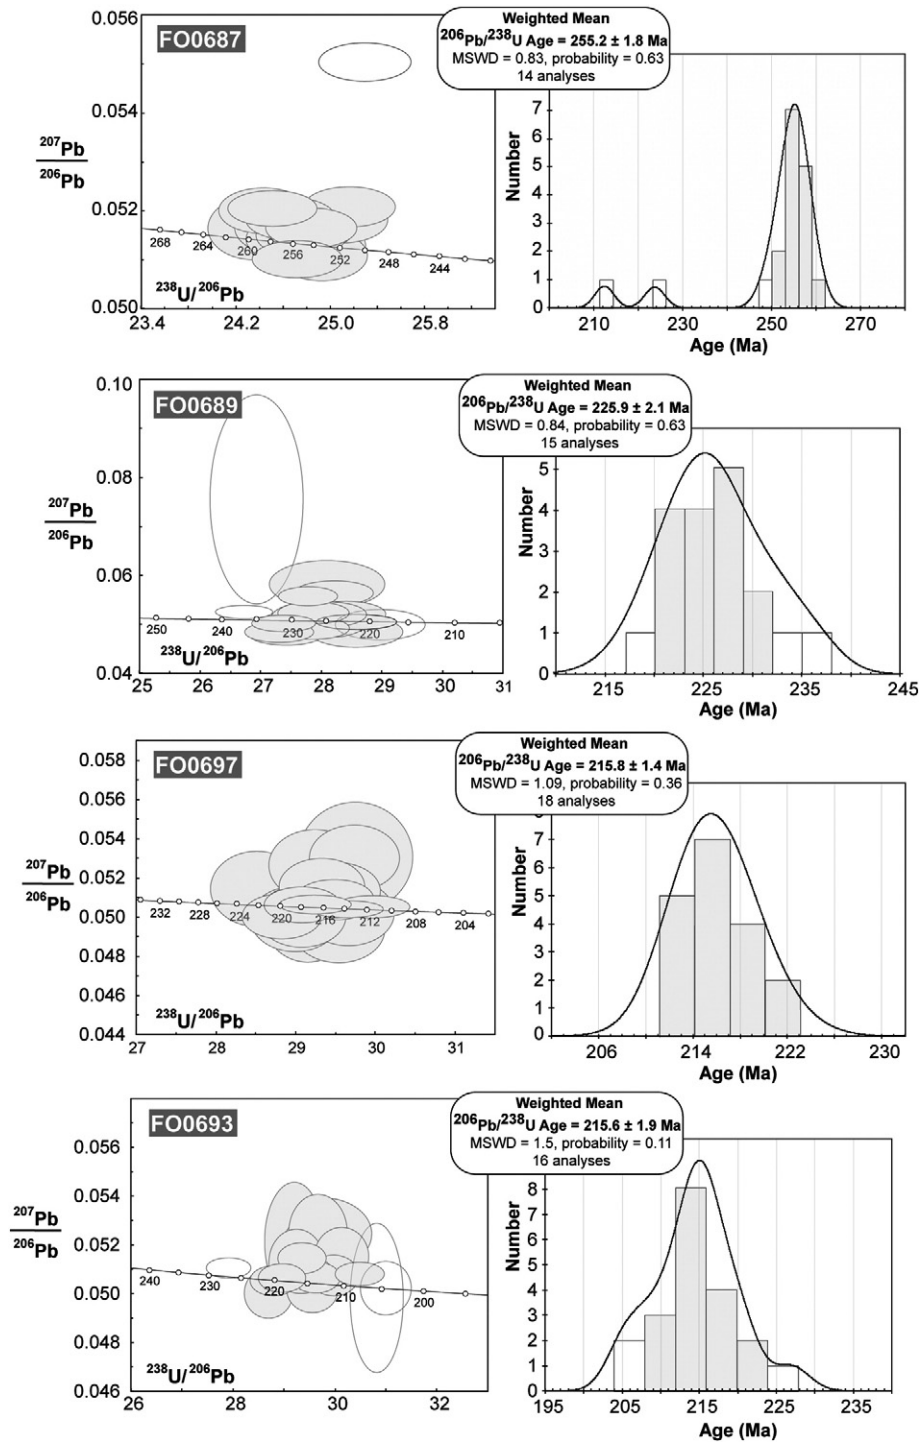 FO0687
Weighted Mean
206Pb/238U Age = 255.2 ± 1.8 Ma
MSWD = 0.83, probability = 0.63
14 analyses
207Pb
206Pb
0.056
0.054
0.052
0.050
268 264 260 256 252 248 244
238U/206Pb
23.4 24.2 25.0 25.8
Number
7
6
5
4
3
2
1
0
210 230 250 270
Age (Ma)
FO0689
Weighted Mean
206Pb/238U Age = 225.9 ± 2.1 Ma
MSWD = 0.84, probability = 0.63
15 analyses
207Pb
206Pb
0.10
0.08
0.06
0.04
250 240 230 220 210
238U/206Pb
25 26 27 28 29 30 31
Number
5
4
3
2
1
0
215 225 235 245
Age (Ma)
FO0697
Weighted Mean
206Pb/238U Age = 215.8 ± 1.4 Ma
MSWD = 1.09, probability = 0.36
18 analyses
207Pb
206Pb
0.058
0.056
0.054
0.052
0.050
0.048
0.046
0.044
232 228 224 220 216 212 208 204
238U/206Pb
27 28 29 30 31
Number
7
6
5
4
3
2
1
0
206 214 222 230
Age (Ma)
FO0693
Weighted Mean
206Pb/238U Age = 215.6 ± 1.9 Ma
MSWD = 1.5, probability = 0.11
16 analyses
207Pb
206Pb
0.056
0.054
0.052
0.050
0.048
0.046
240 230 220 210 200
238U/206Pb
26 28 30 32
Number
8
7
6
5
4
3
2
1
0
195 205 215 225 235
Age (Ma)